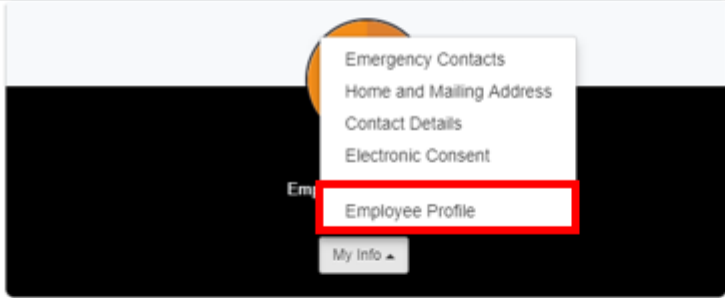 Emergency Contacts
Home and Mailing Address
Contact Details
Electronic Consent
Employee Profile
My Info